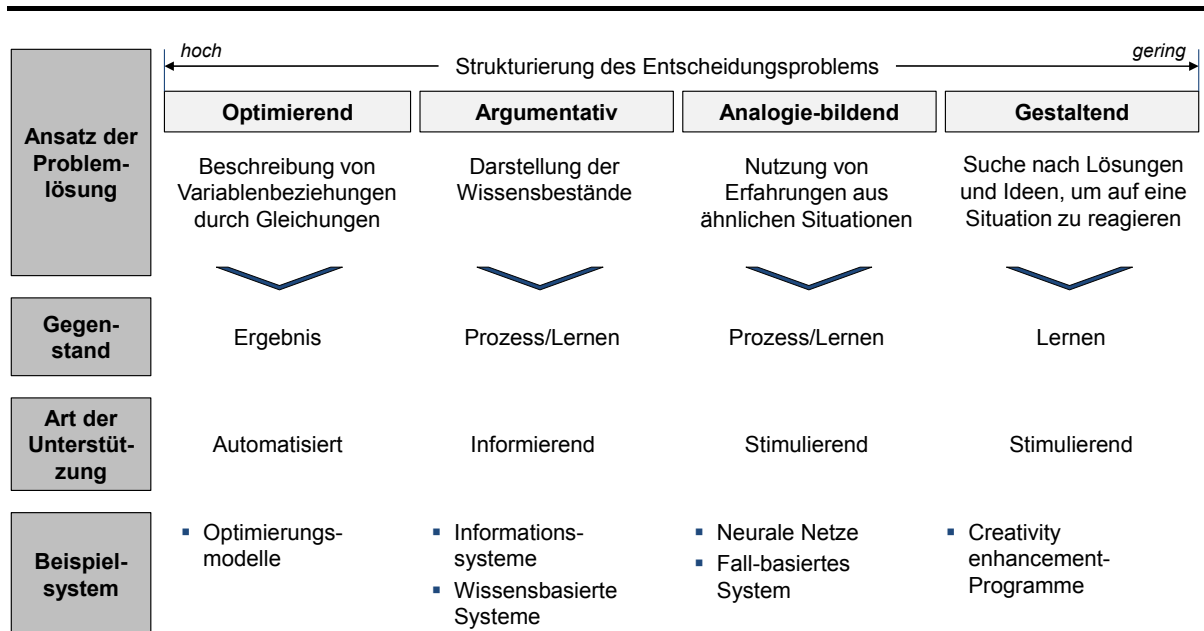 hoch
gering
Strukturierung des Entscheidungsproblems
Ansatz der
Problem-
lösung
Optimierend
Argumentativ
Analogie-bildend
Gestaltend
Beschreibung von
Variablenbeziehungen
durch Gleichungen
Darstellung der
Wissensbestände
Nutzung von
Erfahrungen aus
ähnlichen Situationen
Suche nach Lösungen
und Ideen, um auf eine
Situation zu reagieren
Gegen-
stand
Ergebnis
Prozess/Lernen
Prozess/Lernen
Lernen
Art der
Unterstüt-
zung
Automatisiert
Informierend
Stimulierend
Stimulierend
Beispiel-
system
▪ Optimierungs-
modelle
▪ Informations-
systeme
▪ Wissensbasierte
Systeme
▪ Neurale Netze
▪ Fall-basiertes
System
▪ Creativity
enhancement-
Programme